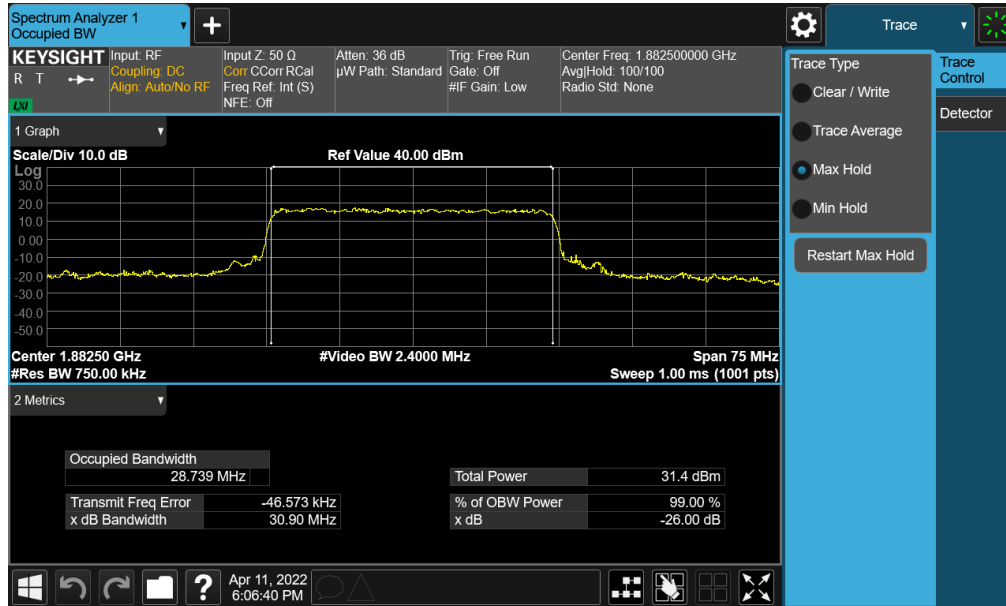 Spectrum Analyzer 1
Occupied BW
+
Trace
KEYSIGHT
R T
LXI
Input: RF
Coupling: DC
Align: Auto/No RF
Input Z: 50 Ω
Corr CCorr RCal
Freq Ref: Int (S)
NFE: Off
Atten: 36 dB
µW Path: Standard
Trig: Free Run
Gate: Off
#IF Gain: Low
Center Freq: 1.882500000 GHz
Avg|Hold: 100/100
Radio Std: None
1 Graph
Scale/Div 10.0 dB
Ref Value 40.00 dBm
Log
30.0
20.0
10.0
0.00
-10.0
-20.0
-30.0
-40.0
-50.0
Center 1.88250 GHz
#Video BW 2.4000 MHz
Span 75 MHz
#Res BW 750.00 kHz
Sweep 1.00 ms (1001 pts)
2 Metrics
Occupied Bandwidth
28.739 MHz
Total Power 31.4 dBm
Transmit Freq Error -46.573 kHz
% of OBW Power 99.00 %
x dB Bandwidth 30.90 MHz
x dB -26.00 dB
Trace Type
Clear / Write
Trace Average
Max Hold
Min Hold
Restart Max Hold
Trace
Control
Detector
?
Apr 11, 2022
6:06:40 PM